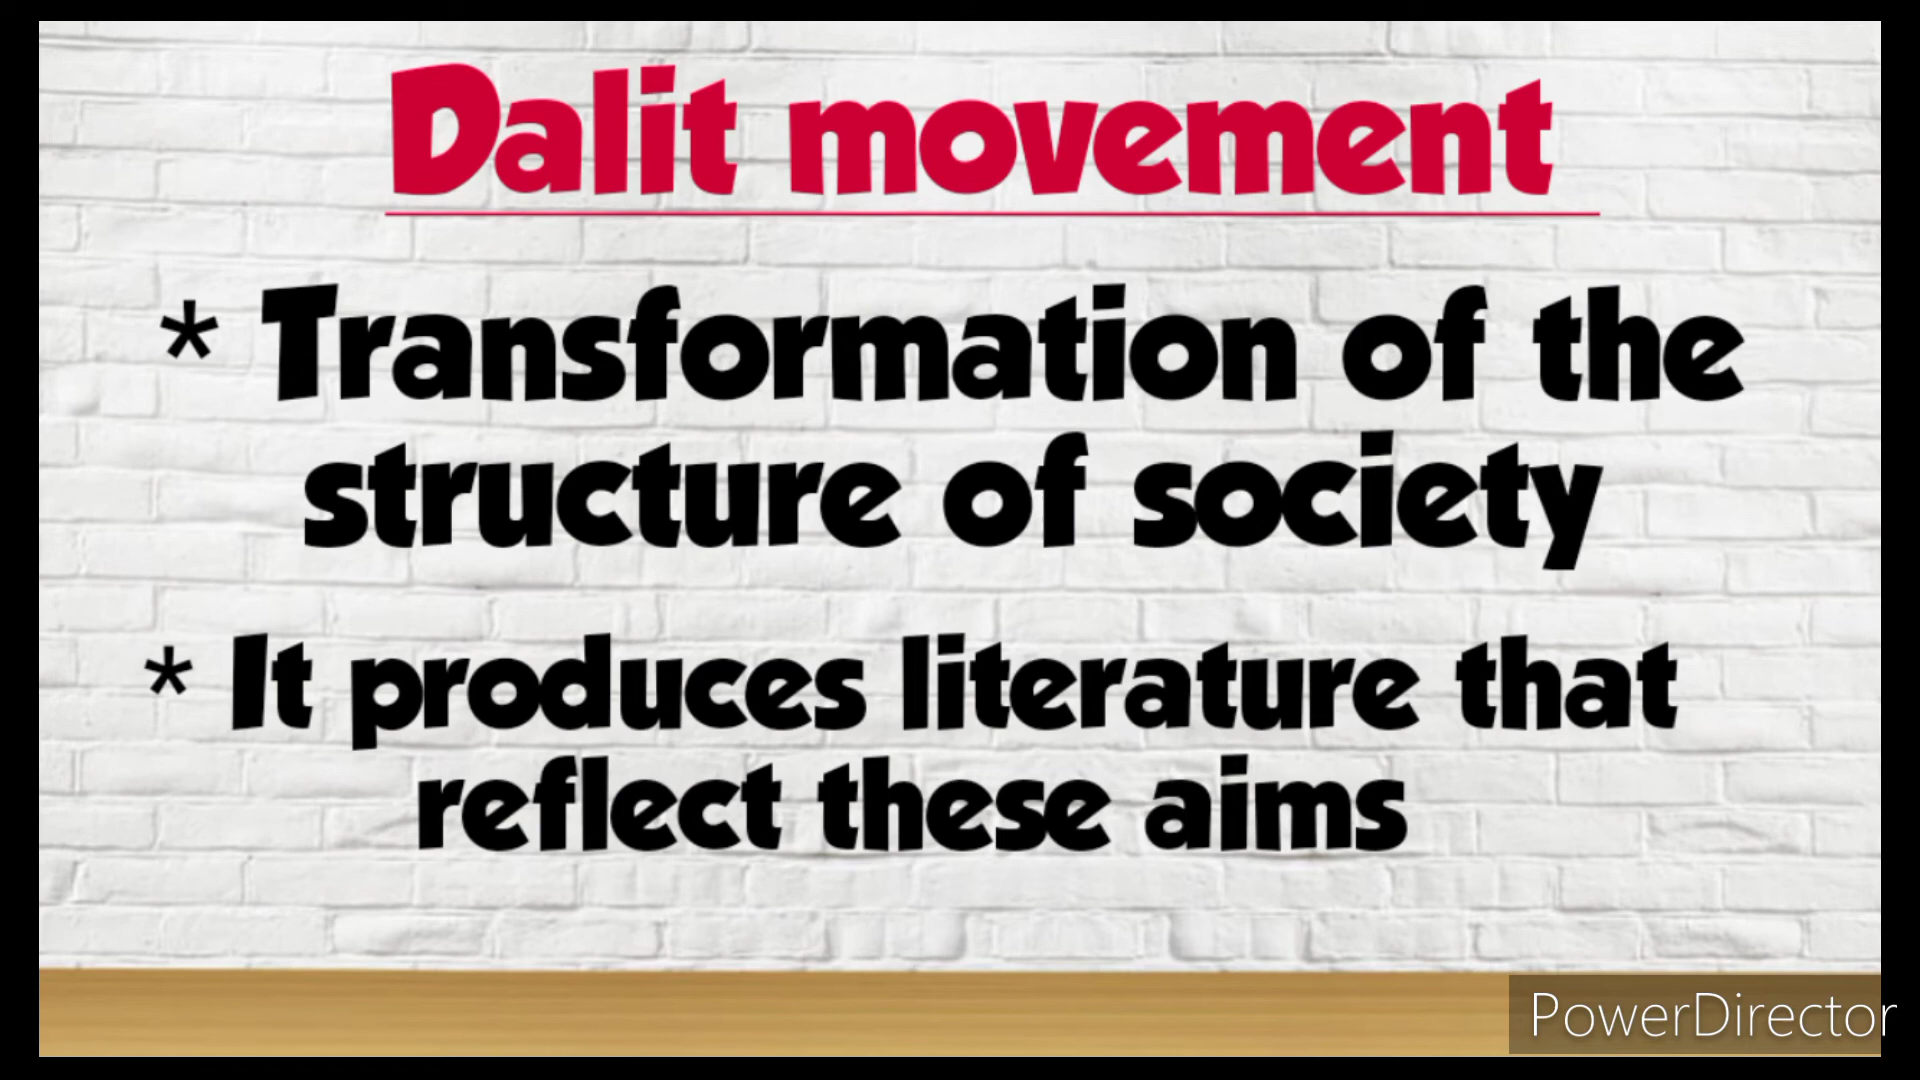 Dalit movement
* Transformation of the
structure of society
* It produces literature that
reflect these aims
PowerDirector